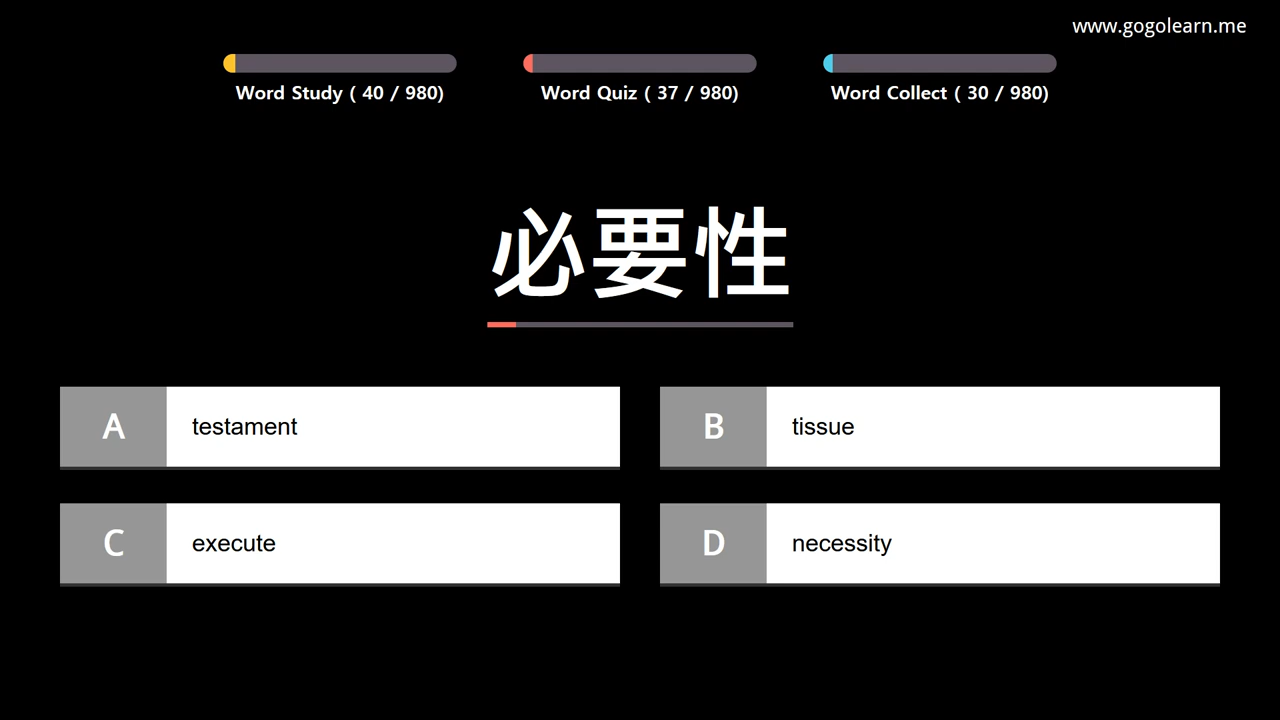 www.gogolearn.me
Word Study ( 40 / 980)
Word Quiz ( 37 / 980)
Word Collect ( 30 / 980)
必要性
A testament
B tissue
C execute
D necessity